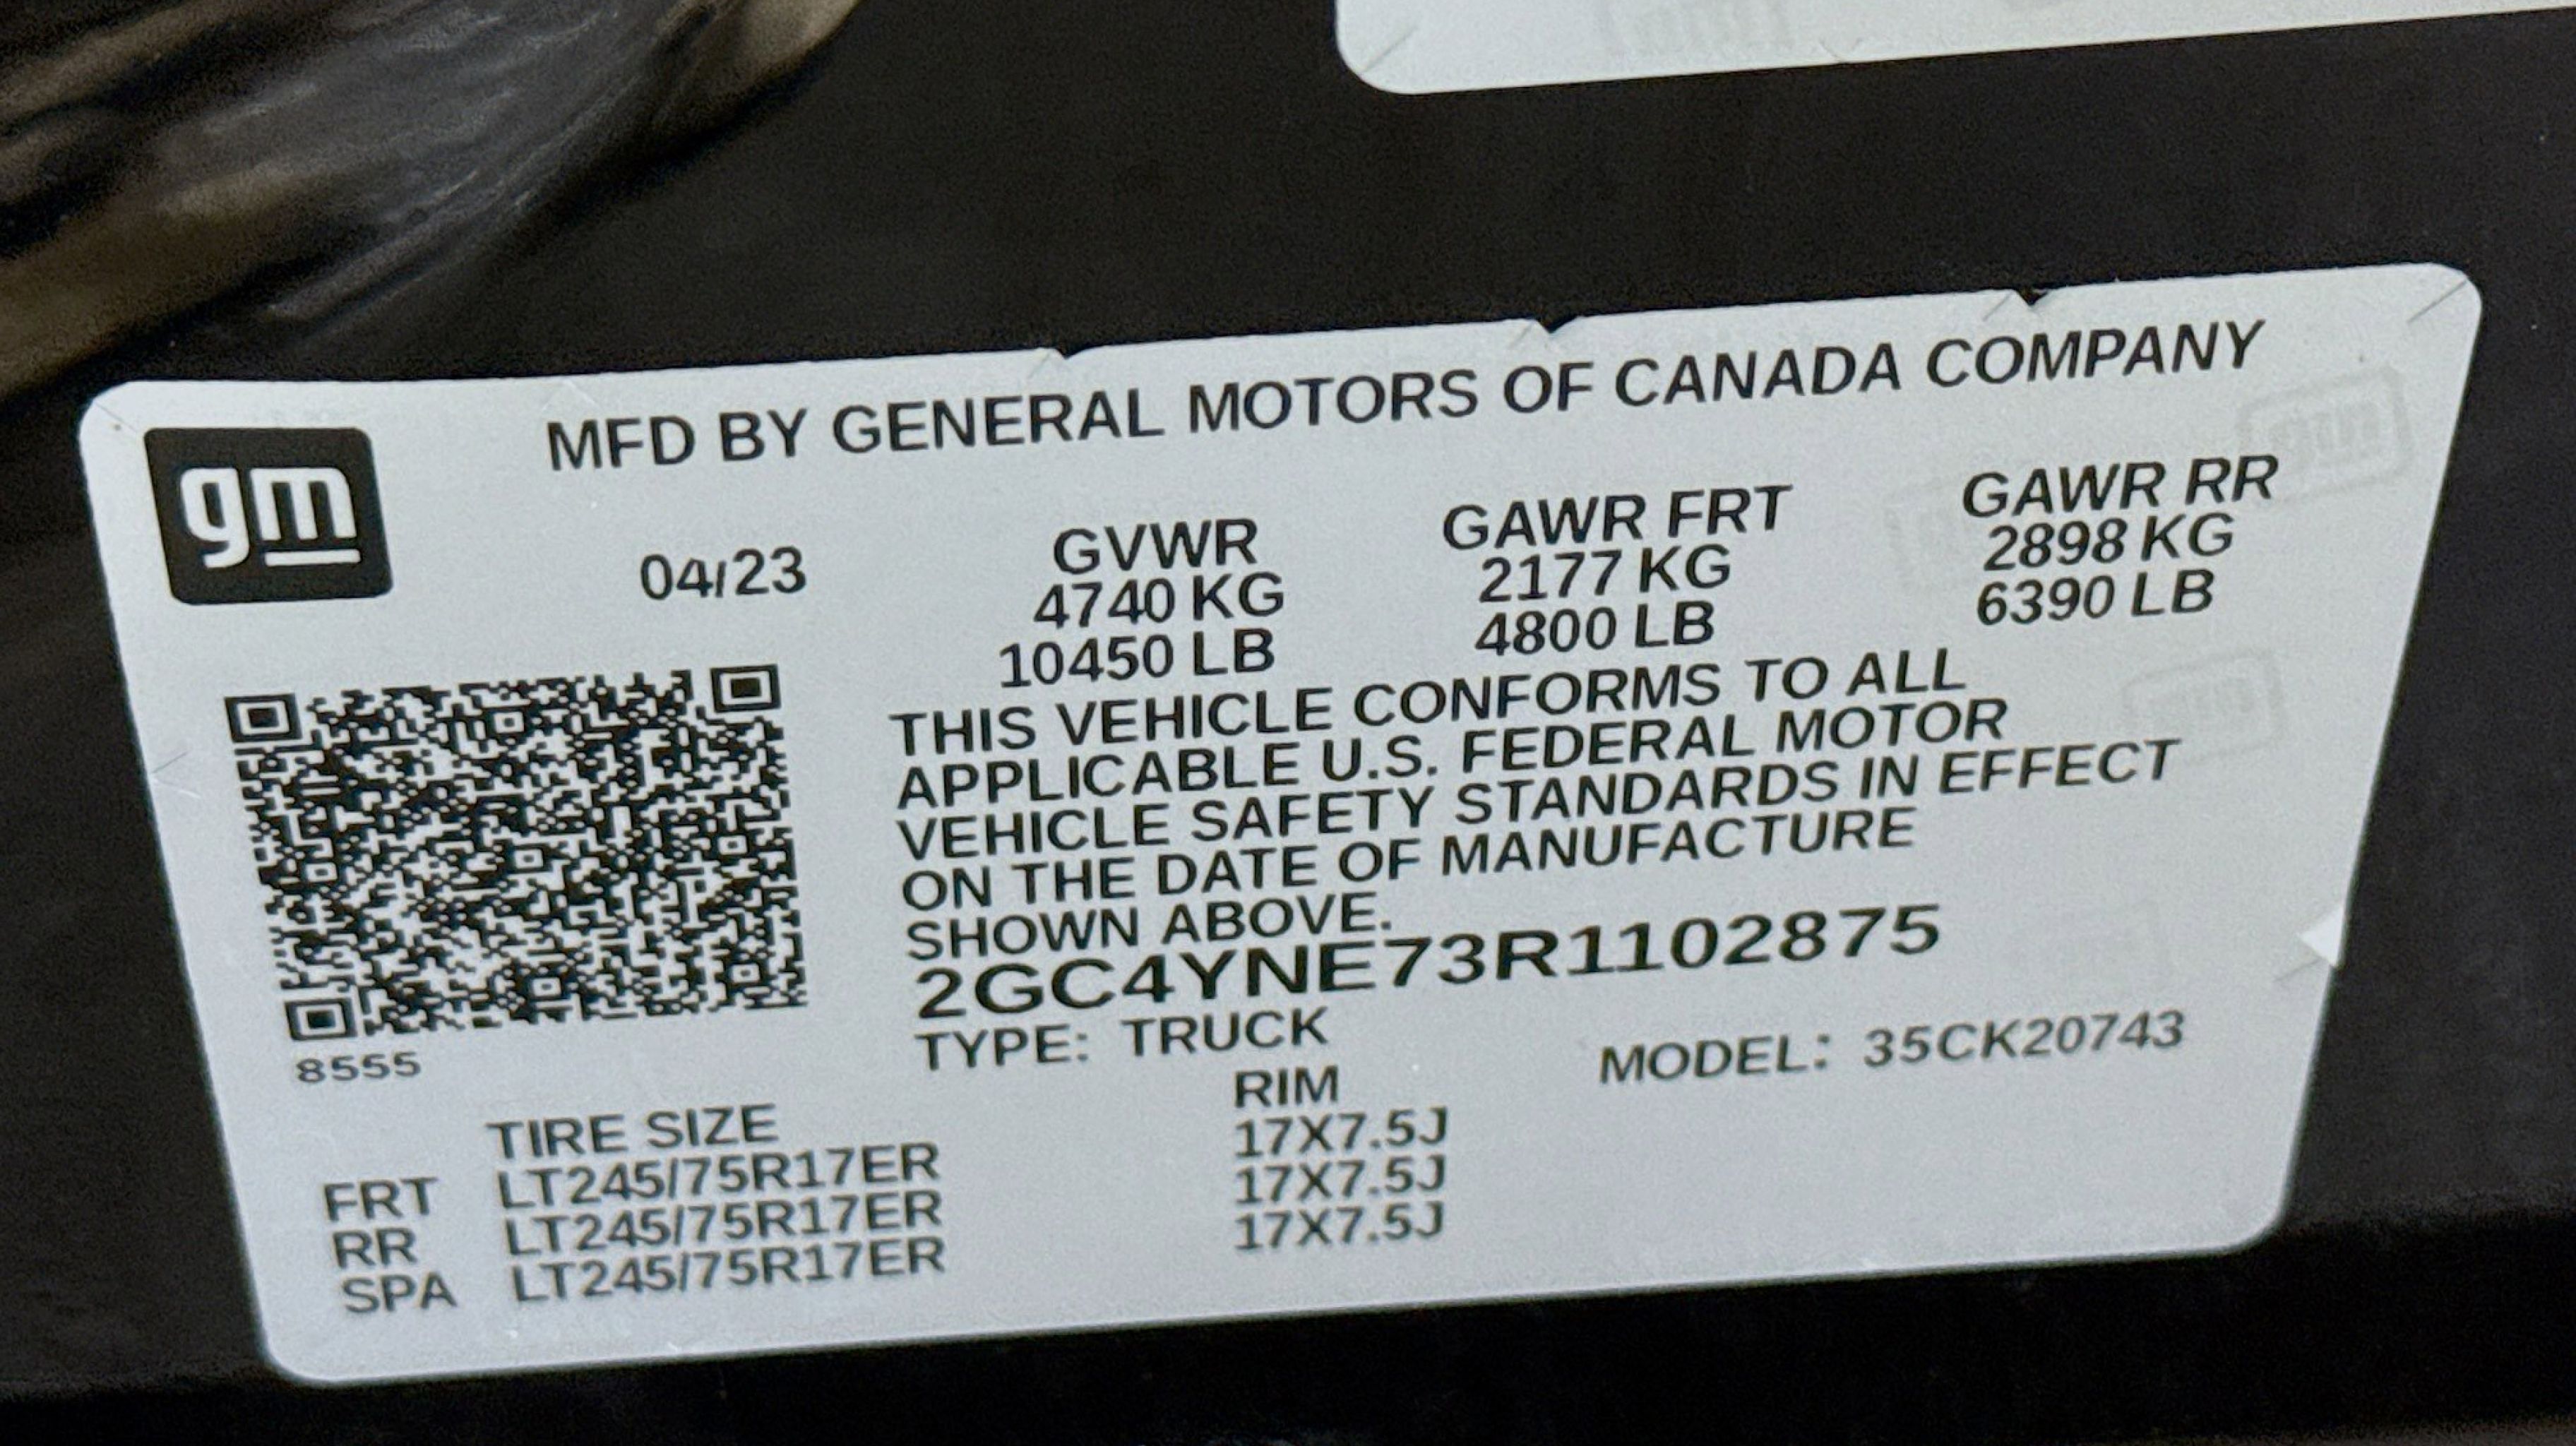 MFD BY GENERAL MOTORS OF CANADA COMPANY
gm
04/23
GVWR
4740 KG
10450 LB
GAWR FRT
2177 KG
4800 LB
GAWR RR
2898 KG
6390 LB
THIS VEHICLE CONFORMS TO ALL
APPLICABLE U.S. FEDERAL MOTOR
VEHICLE SAFETY STANDARDS IN EFFECT
ON THE DATE OF MANUFACTURE
SHOWN ABOVE.
2GC4YNE73R1102875
8555
TYPE: TRUCK
MODEL: 35CK20743
TIRE SIZE RIM
FRT LT245/75R17ER 17X7.5J
RR LT245/75R17ER 17X7.5J
SPA LT245/75R17ER 17X7.5J